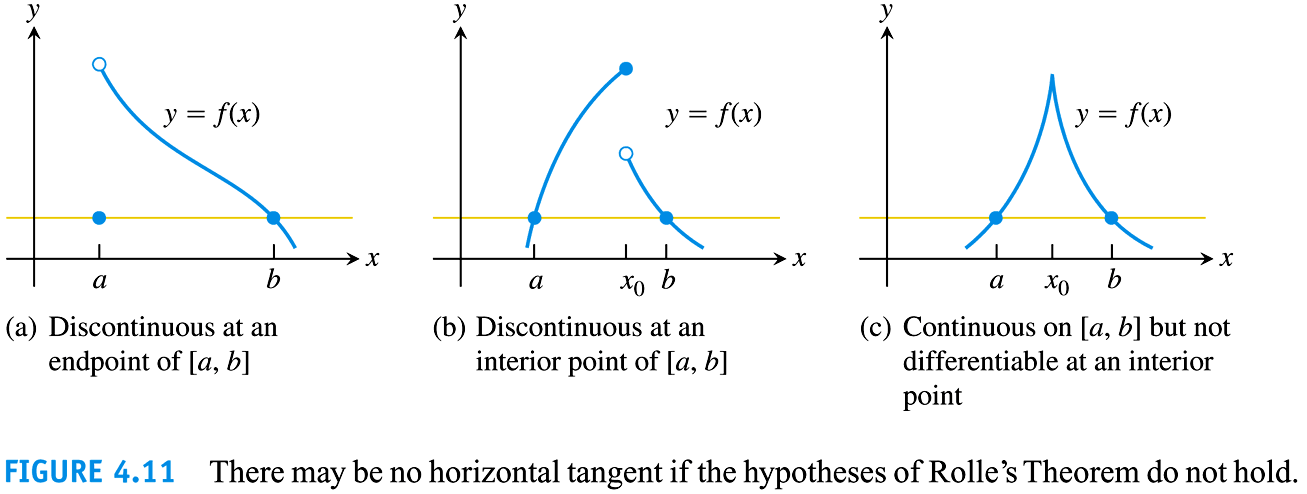 y
y = f(x)
a
b
x
(a) Discontinuous at an
endpoint of [a, b]
y
y = f(x)
a
x₀
b
x
(b) Discontinuous at an
interior point of [a, b]
y
y = f(x)
a
x₀
b
x
(c) Continuous on [a, b] but not
differentiable at an interior
point
FIGURE 4.11 There may be no horizontal tangent if the hypotheses of Rolle’s Theorem do not hold.